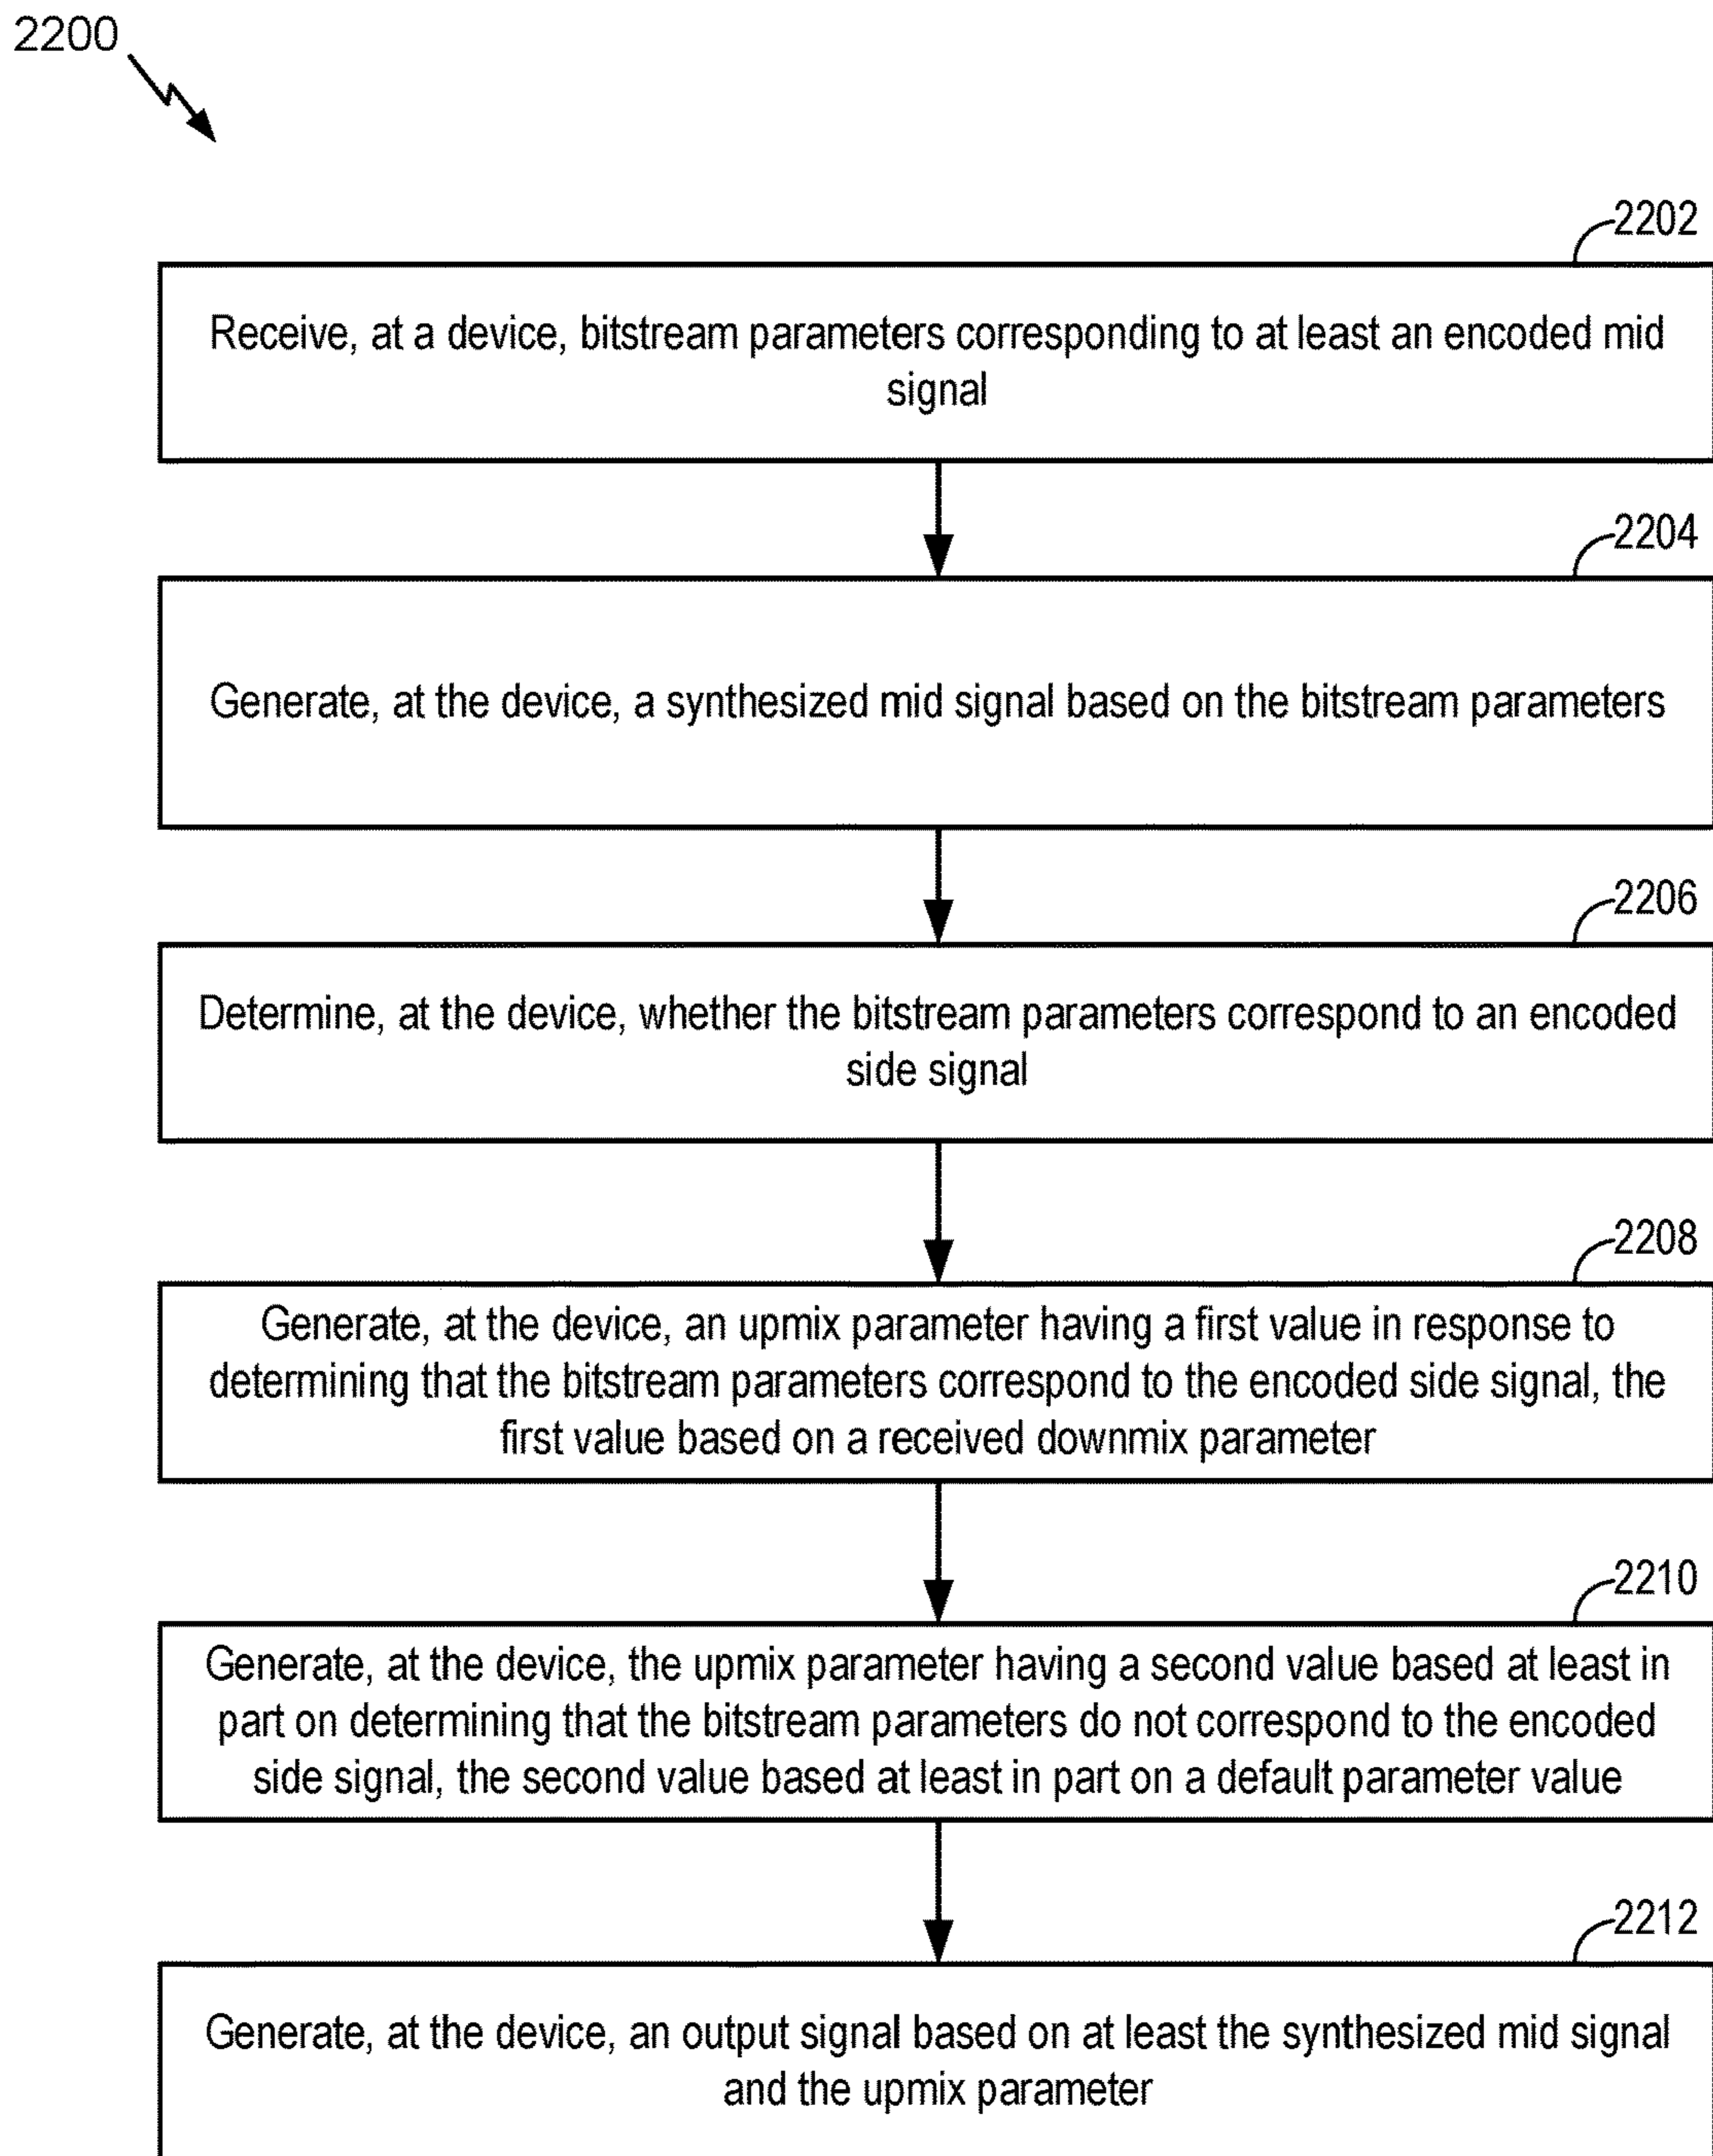 2200
2202
Receive, at a device, bitstream parameters corresponding to at least an encoded mid
signal
2204
Generate, at the device, a synthesized mid signal based on the bitstream parameters
2206
Determine, at the device, whether the bitstream parameters correspond to an encoded
side signal
2208
Generate, at the device, an upmix parameter having a first value in response to
determining that the bitstream parameters correspond to the encoded side signal, the
first value based on a received downmix parameter
2210
Generate, at the device, the upmix parameter having a second value based at least in
part on determining that the bitstream parameters do not correspond to the encoded
side signal, the second value based at least in part on a default parameter value
2212
Generate, at the device, an output signal based on at least the synthesized mid signal
and the upmix parameter